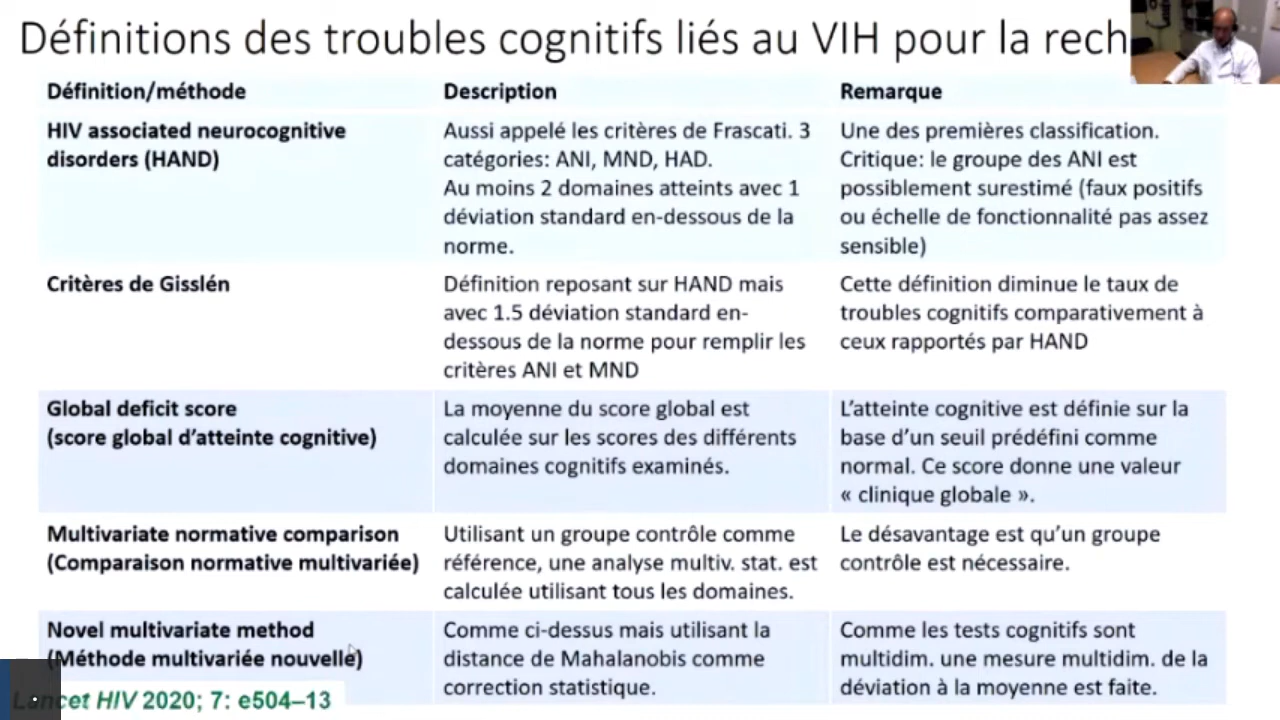 Définitions des troubles cognitifs liés au VIH pour la rech
Définition/méthode
Description
Remarque
HIV associated neurocognitive
disorders (HAND)
Aussi appelé les critères de Frascati. 3
catégories: ANI, MND, HAD.
Au moins 2 domaines atteints avec 1
déviation standard en-dessous de la
norme.
Une des premières classification.
Critique: le groupe des ANI est
possiblement surestimé (faux positifs
ou échelle de fonctionnalité pas assez
sensible)
Critères de Gisslén
Définition reposant sur HAND mais
avec 1.5 déviation standard en-
dessous de la norme pour remplir les
critères ANI et MND
Cette définition diminue le taux de
troubles cognitifs comparativement à
ceux rapportés par HAND
Global deficit score
(score global d'atteinte cognitive)
La moyenne du score global est
calculée sur les scores des différents
domaines cognitifs examinés.
L'atteinte cognitive est définie sur la
base d'un seuil prédéfini comme
normal. Ce score donne une valeur
« clinique globale ».
Multivariate normative comparison
(Comparaison normative multivariée)
Utilisant un groupe contrôle comme
référence, une analyse multiv. stat. est
calculée utilisant tous les domaines.
Le désavantage est qu'un groupe
contrôle est nécessaire.
Novel multivariate method
(Méthode multivariée nouvelle)
Comme ci-dessus mais utilisant la
distance de Mahalanobis comme
correction statistique.
Comme les tests cognitifs sont
multidim. une mesure multidim. de la
déviation à la moyenne est faite.
Lancet HIV 2020; 7: e504–13